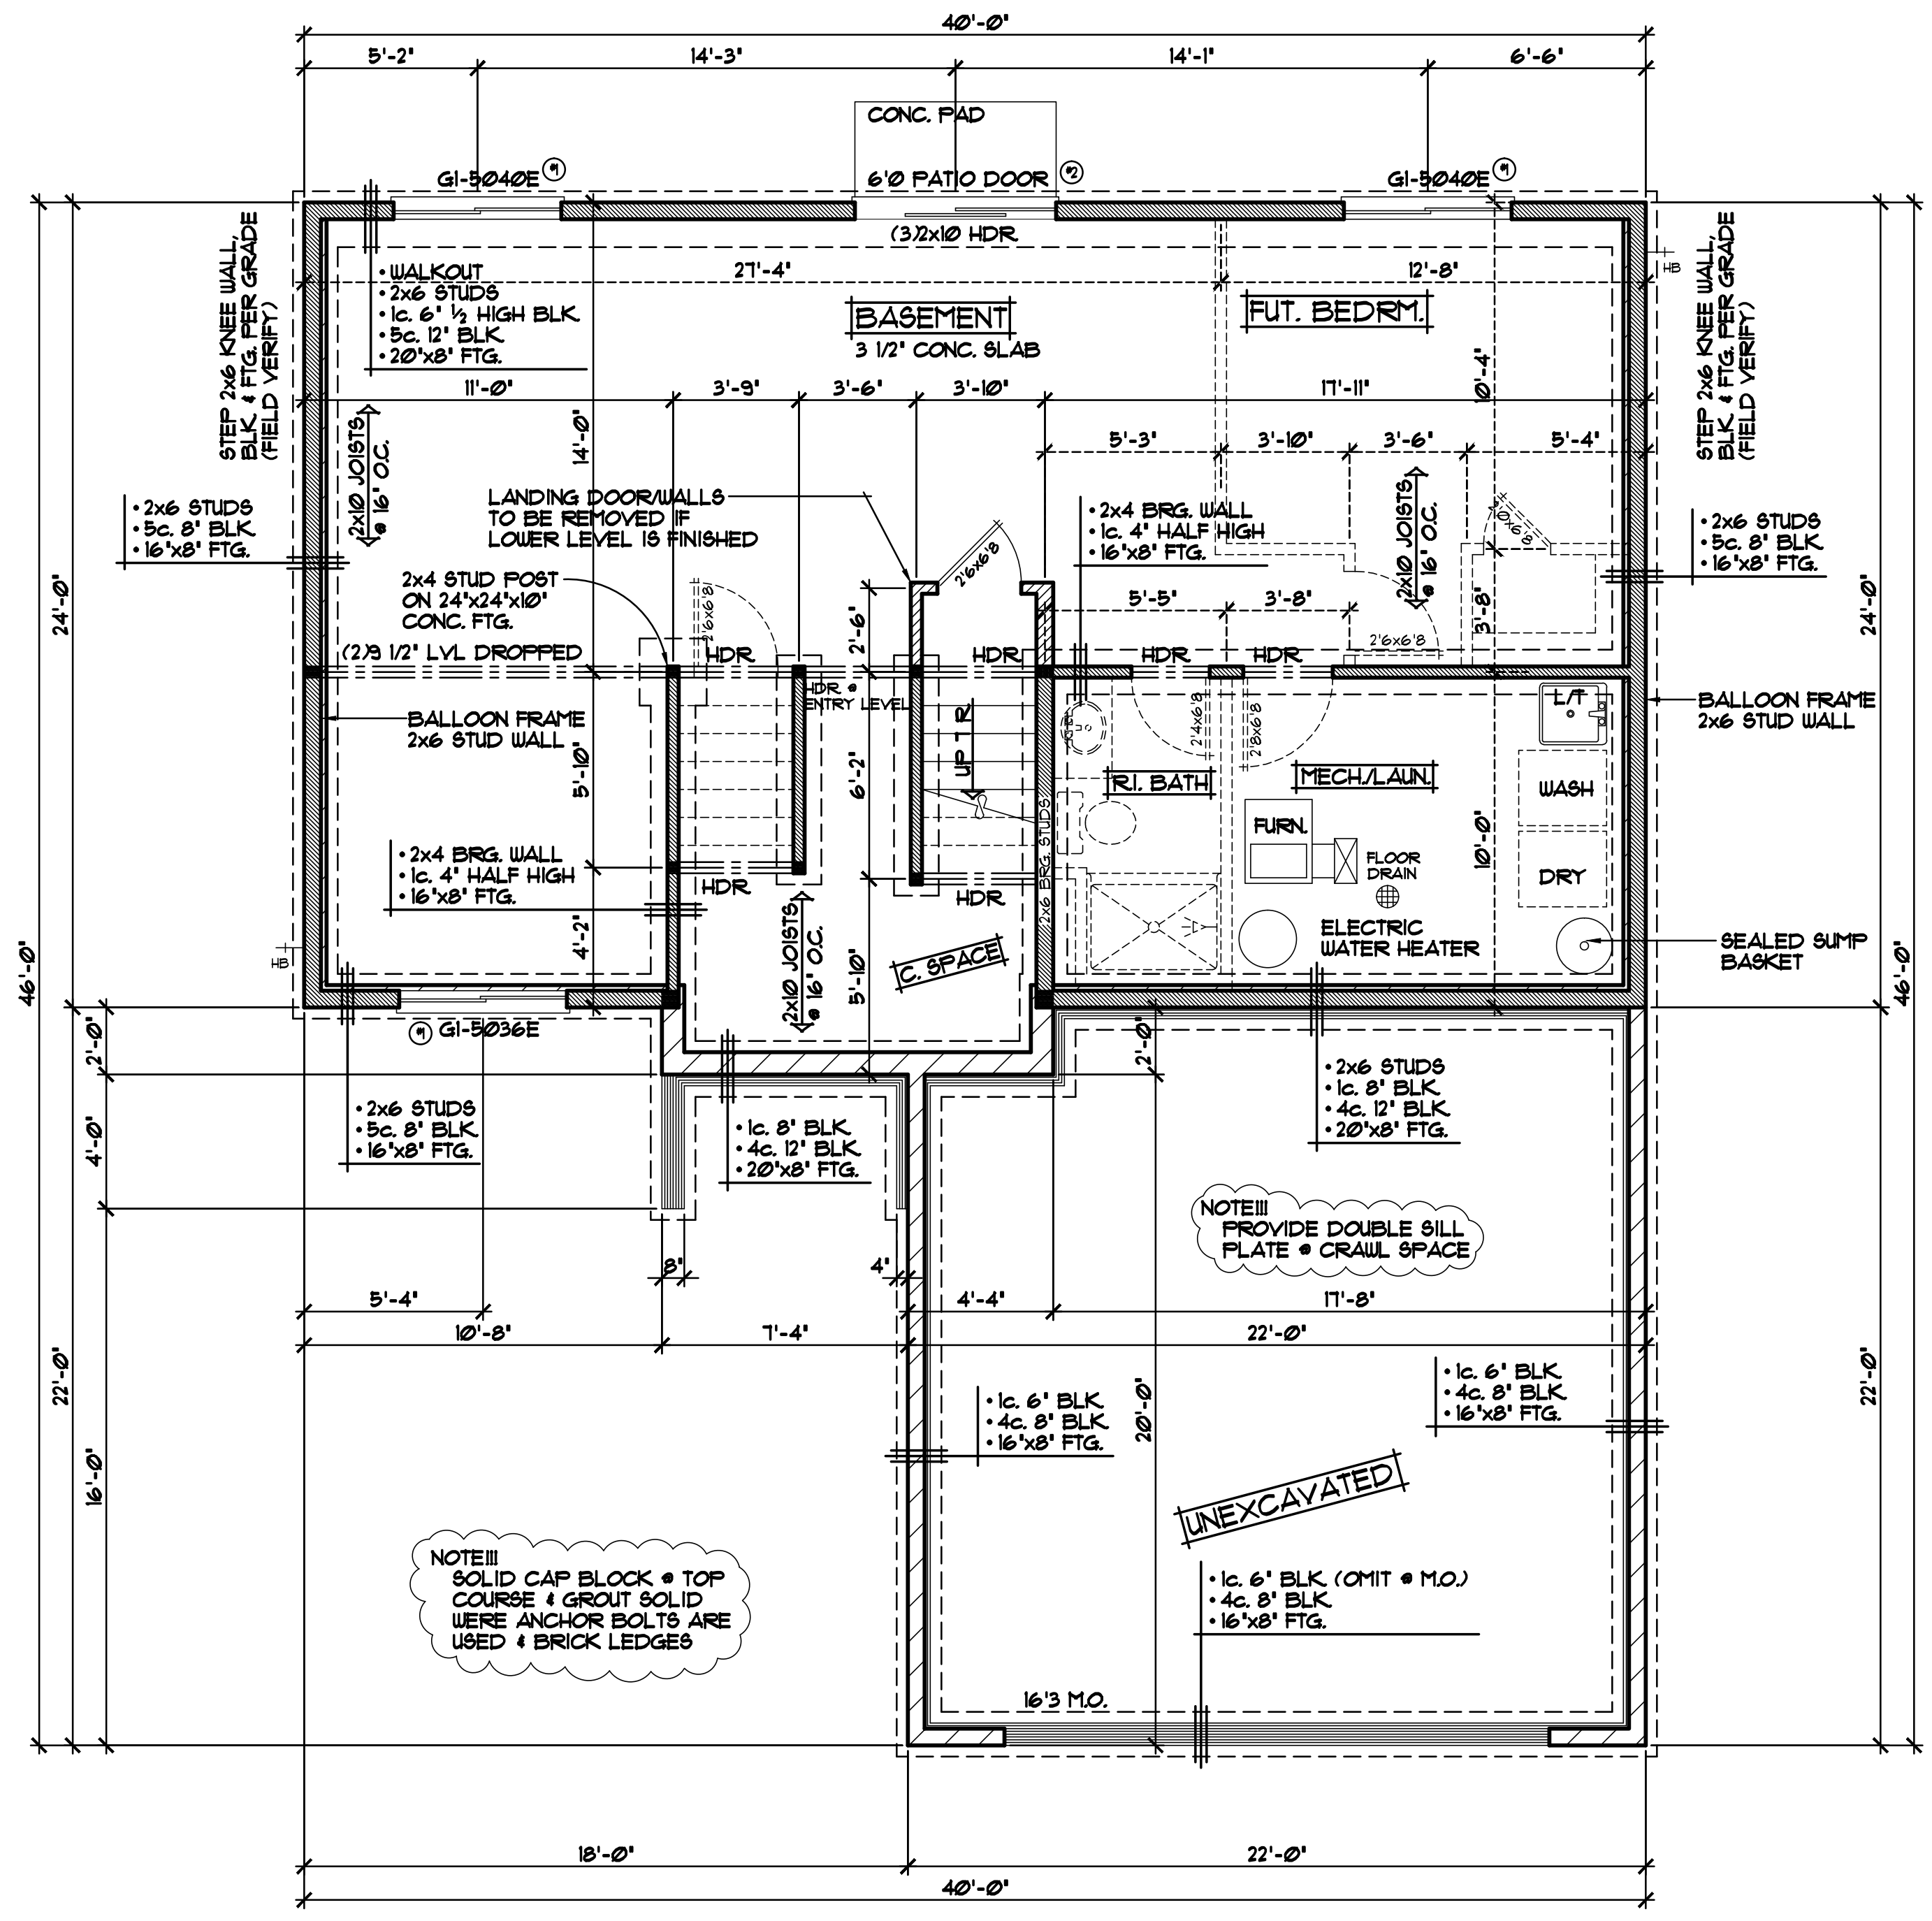 40'-0"
5'-2" 14'-3" 14'-1" 6'-6"
CONC. PAD
GI-5040E #1
6'0 PATIO DOOR #2
GI-5040E #1
(3)2x10 HDR.
STEP 2x6 KNEE WALL,
BLK. & FTG. PER GRADE
(FIELD VERIFY)
STEP 2x6 KNEE WALL,
BLK. & FTG. PER GRADE
(FIELD VERIFY)
HB
27'-4" 12'-8"
• WALKOUT
• 2x6 STUDS
• 1c. 6" ½ HIGH BLK.
• 5c. 12" BLK.
• 20"x8" FTG.
BASEMENT
3 1/2" CONC. SLAB
FUT. BEDRM.
10'-4"
11'-0" 3'-9" 3'-6" 3'-10" 17'-11"
5'-3" 3'-10" 3'-6" 5'-4"
14'-0"
2x10 JOISTS
@ 16" O.C.
LANDING DOOR/WALLS
TO BE REMOVED IF
LOWER LEVEL IS FINISHED
• 2x6 STUDS
• 5c. 8" BLK.
• 16"x8" FTG.
• 2x4 BRG. WALL
• 1c. 4" HALF HIGH
• 16"x8" FTG.
2x10 JOISTS
@ 16" O.C.
2'0x6'8
• 2x6 STUDS
• 5c. 8" BLK.
• 16"x8" FTG.
2'6x6'8
2x4 STUD POST
ON 24"x24"x10"
CONC. FTG.
2'6x6'8
2'-6"
5'-5" 3'-8"
3'-8"
2'6x6'8
24'-0"
24'-0"
(2)9 1/2" LVL DROPPED
HDR.
HDR.
HDR.
HDR.
HDR @
ENTRY LEVEL
BALLOON FRAME
2x6 STUD WALL
UP 7 R
2'4x6'8
2'8x6'8
L/T
BALLOON FRAME
2x6 STUD WALL
5'-10"
6'-2"
R.I. BATH
MECH./LAUN.
WASH
2x6 BRG. STUDS
FURN.
10'-0"
FLOOR
DRAIN
DRY
• 2x4 BRG. WALL
• 1c. 4" HALF HIGH
• 16"x8" FTG.
HDR.
HDR.
4'-2"
2x10 JOISTS
@ 16" O.C.
5'-10"
C. SPACE
ELECTRIC
WATER HEATER
SEALED SUMP
BASKET
HB
46'-0"
46'-0"
#1 GI-5036E
2'-0"
2'-0"
• 2x6 STUDS
• 1c. 8" BLK.
• 4c. 12" BLK.
• 20"x8" FTG.
4'-0"
• 2x6 STUDS
• 5c. 8" BLK.
• 16"x8" FTG.
• 1c. 8" BLK.
• 4c. 12" BLK.
• 20"x8" FTG.
NOTE!!!
PROVIDE DOUBLE SILL
PLATE @ CRAWL SPACE
8" 4"
5'-4" 4'-4" 17'-8"
10'-8" 7'-4" 22'-0"
22'-0"
16'-0"
20'-0"
22'-0"
• 1c. 6" BLK.
• 4c. 8" BLK.
• 16"x8" FTG.
• 1c. 6" BLK.
• 4c. 8" BLK.
• 16"x8" FTG.
UNEXCAVATED
NOTE!!!
SOLID CAP BLOCK @ TOP
COURSE & GROUT SOLID
WERE ANCHOR BOLTS ARE
USED & BRICK LEDGES
• 1c. 6" BLK. (OMIT @ M.O.)
• 4c. 8" BLK.
• 16"x8" FTG.
16'3 M.O.
18'-0" 22'-0"
40'-0"